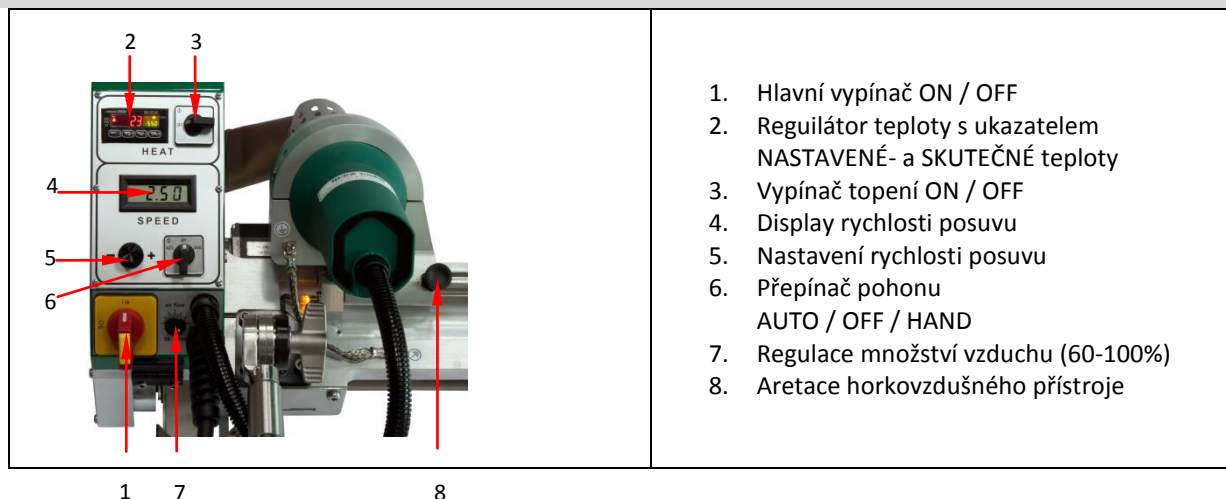 2
3
HEAT
4
2.50
SPEED
5
- +
6
1
7
8
1. Hlavní vypínač ON / OFF
2. Reguilátor teploty s ukazatelem
NASTAVENÉ- a SKUTEČNÉ teploty
3. Vypínač topení ON / OFF
4. Display rychlosti posuvu
5. Nastavení rychlosti posuvu
6. Přepínač pohonu
AUTO / OFF / HAND
7. Regulace množství vzduchu (60-100%)
8. Aretace horkovzdušného přístroje